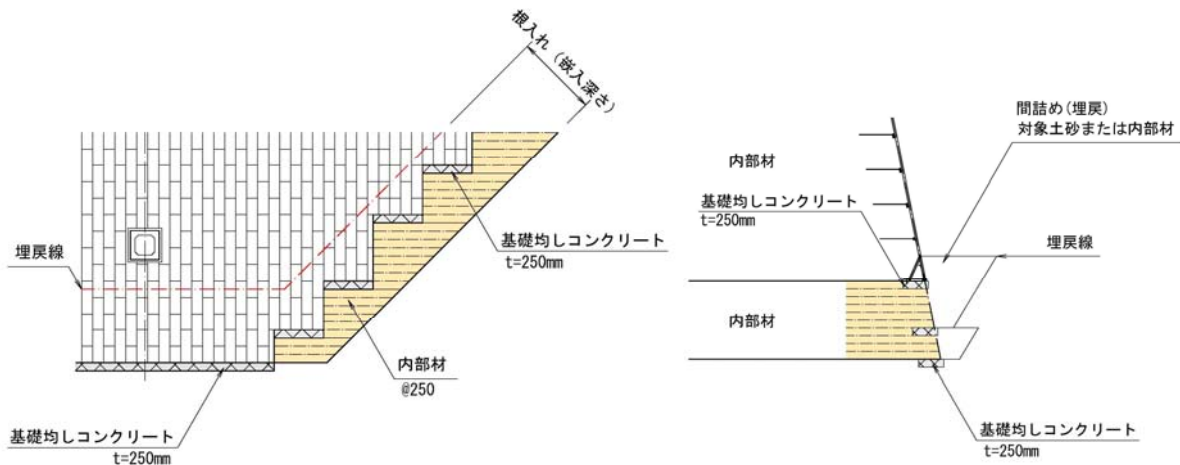 根入れ（嵌入深さ）
埋戻線
基礎均しコンクリート
t=250mm
内部材
@250
基礎均しコンクリート
t=250mm
間詰め(埋戻)
対象土砂または内部材
内部材
基礎均しコンクリート
t=250mm
埋戻線
内部材
基礎均しコンクリート
t=250mm